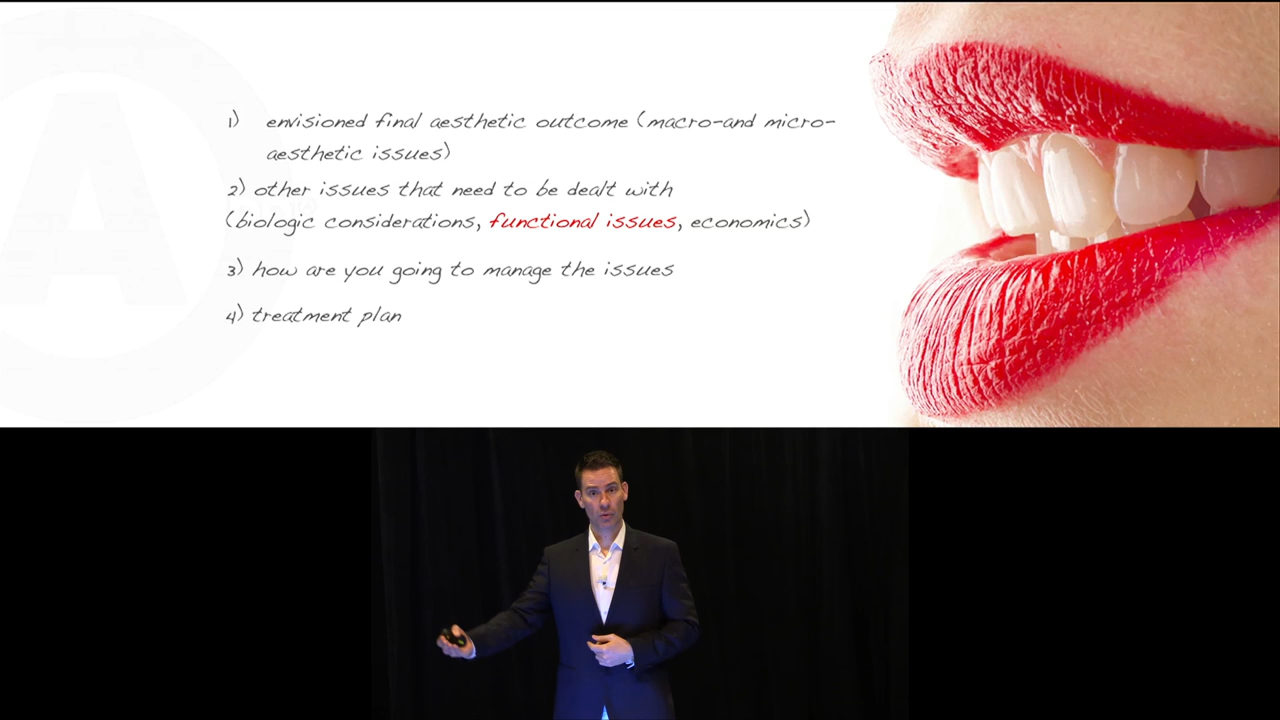 A
1) envisioned final aesthetic outcome (macro-and micro-
aesthetic issues)
2) other issues that need to be dealt with
(biologic considerations, functional issues, economics)
3) how are you going to manage the issues
4) treatment plan